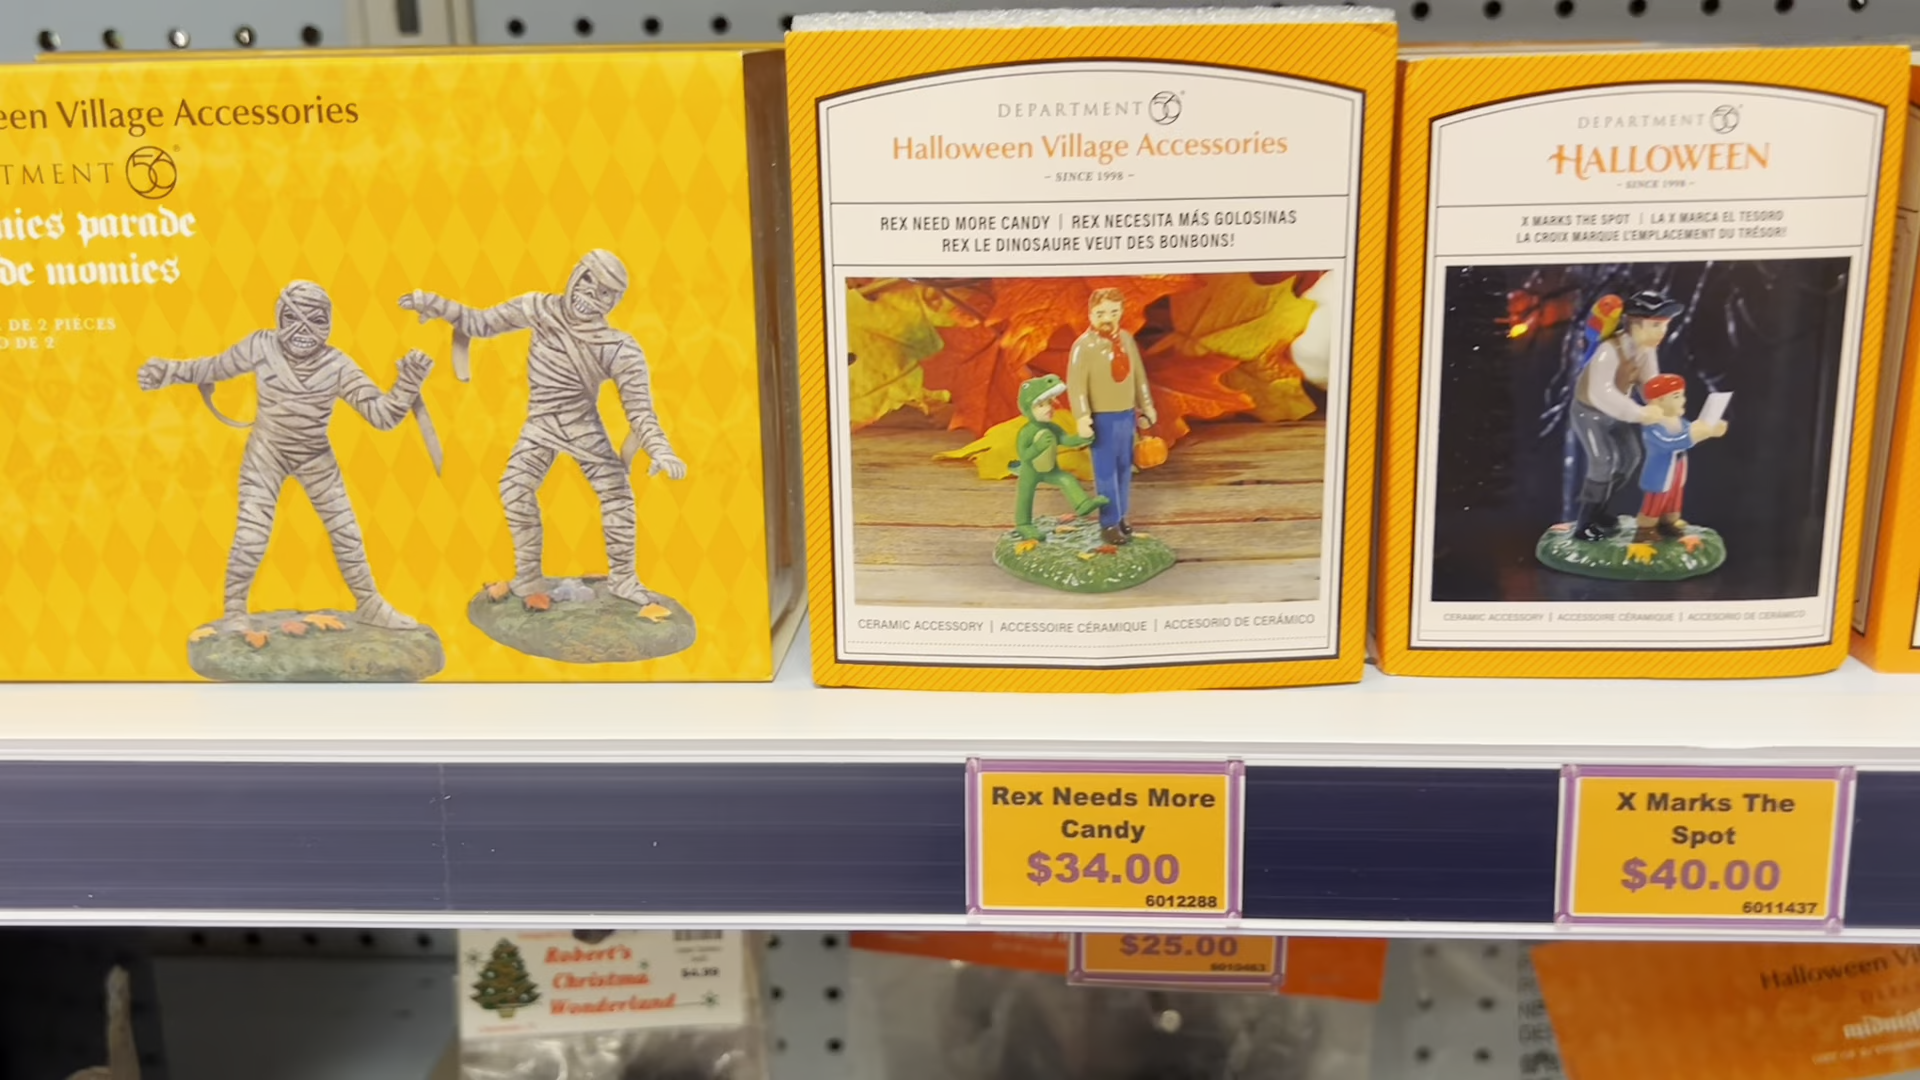 Village Accessories
56
parade
de momies
DE 2 PIÈCES
DE 2
DEPARTMENT 56
Halloween Village Accessories
- SINCE 1998 -
REX NEED MORE CANDY | REX NECESITA MÁS GOLOSINAS
REX LE DINOSAURE VEUT DES BONBONS!
CERAMIC ACCESSORY | ACCESSOIRE CÉRAMIQUE | ACCESORIO DE CERÁMICO
DEPARTMENT 56
HALLOWEEN
- SINCE 1998 -
X MARKS THE SPOT | LA X MARCA EL TESORO
LA CROIX MARQUE L'EMPLACEMENT DU TRÉSOR!
CERAMIC ACCESSORY | ACCESSOIRE CÉRAMIQUE | ACCESORIO DE CERÁMICO
Rex Needs More
Candy
$34.00
6012288
X Marks The
Spot
$40.00
6011437
Robert's
Christmas
Wonderland
$4.99
$25.00
6010463
Halloween